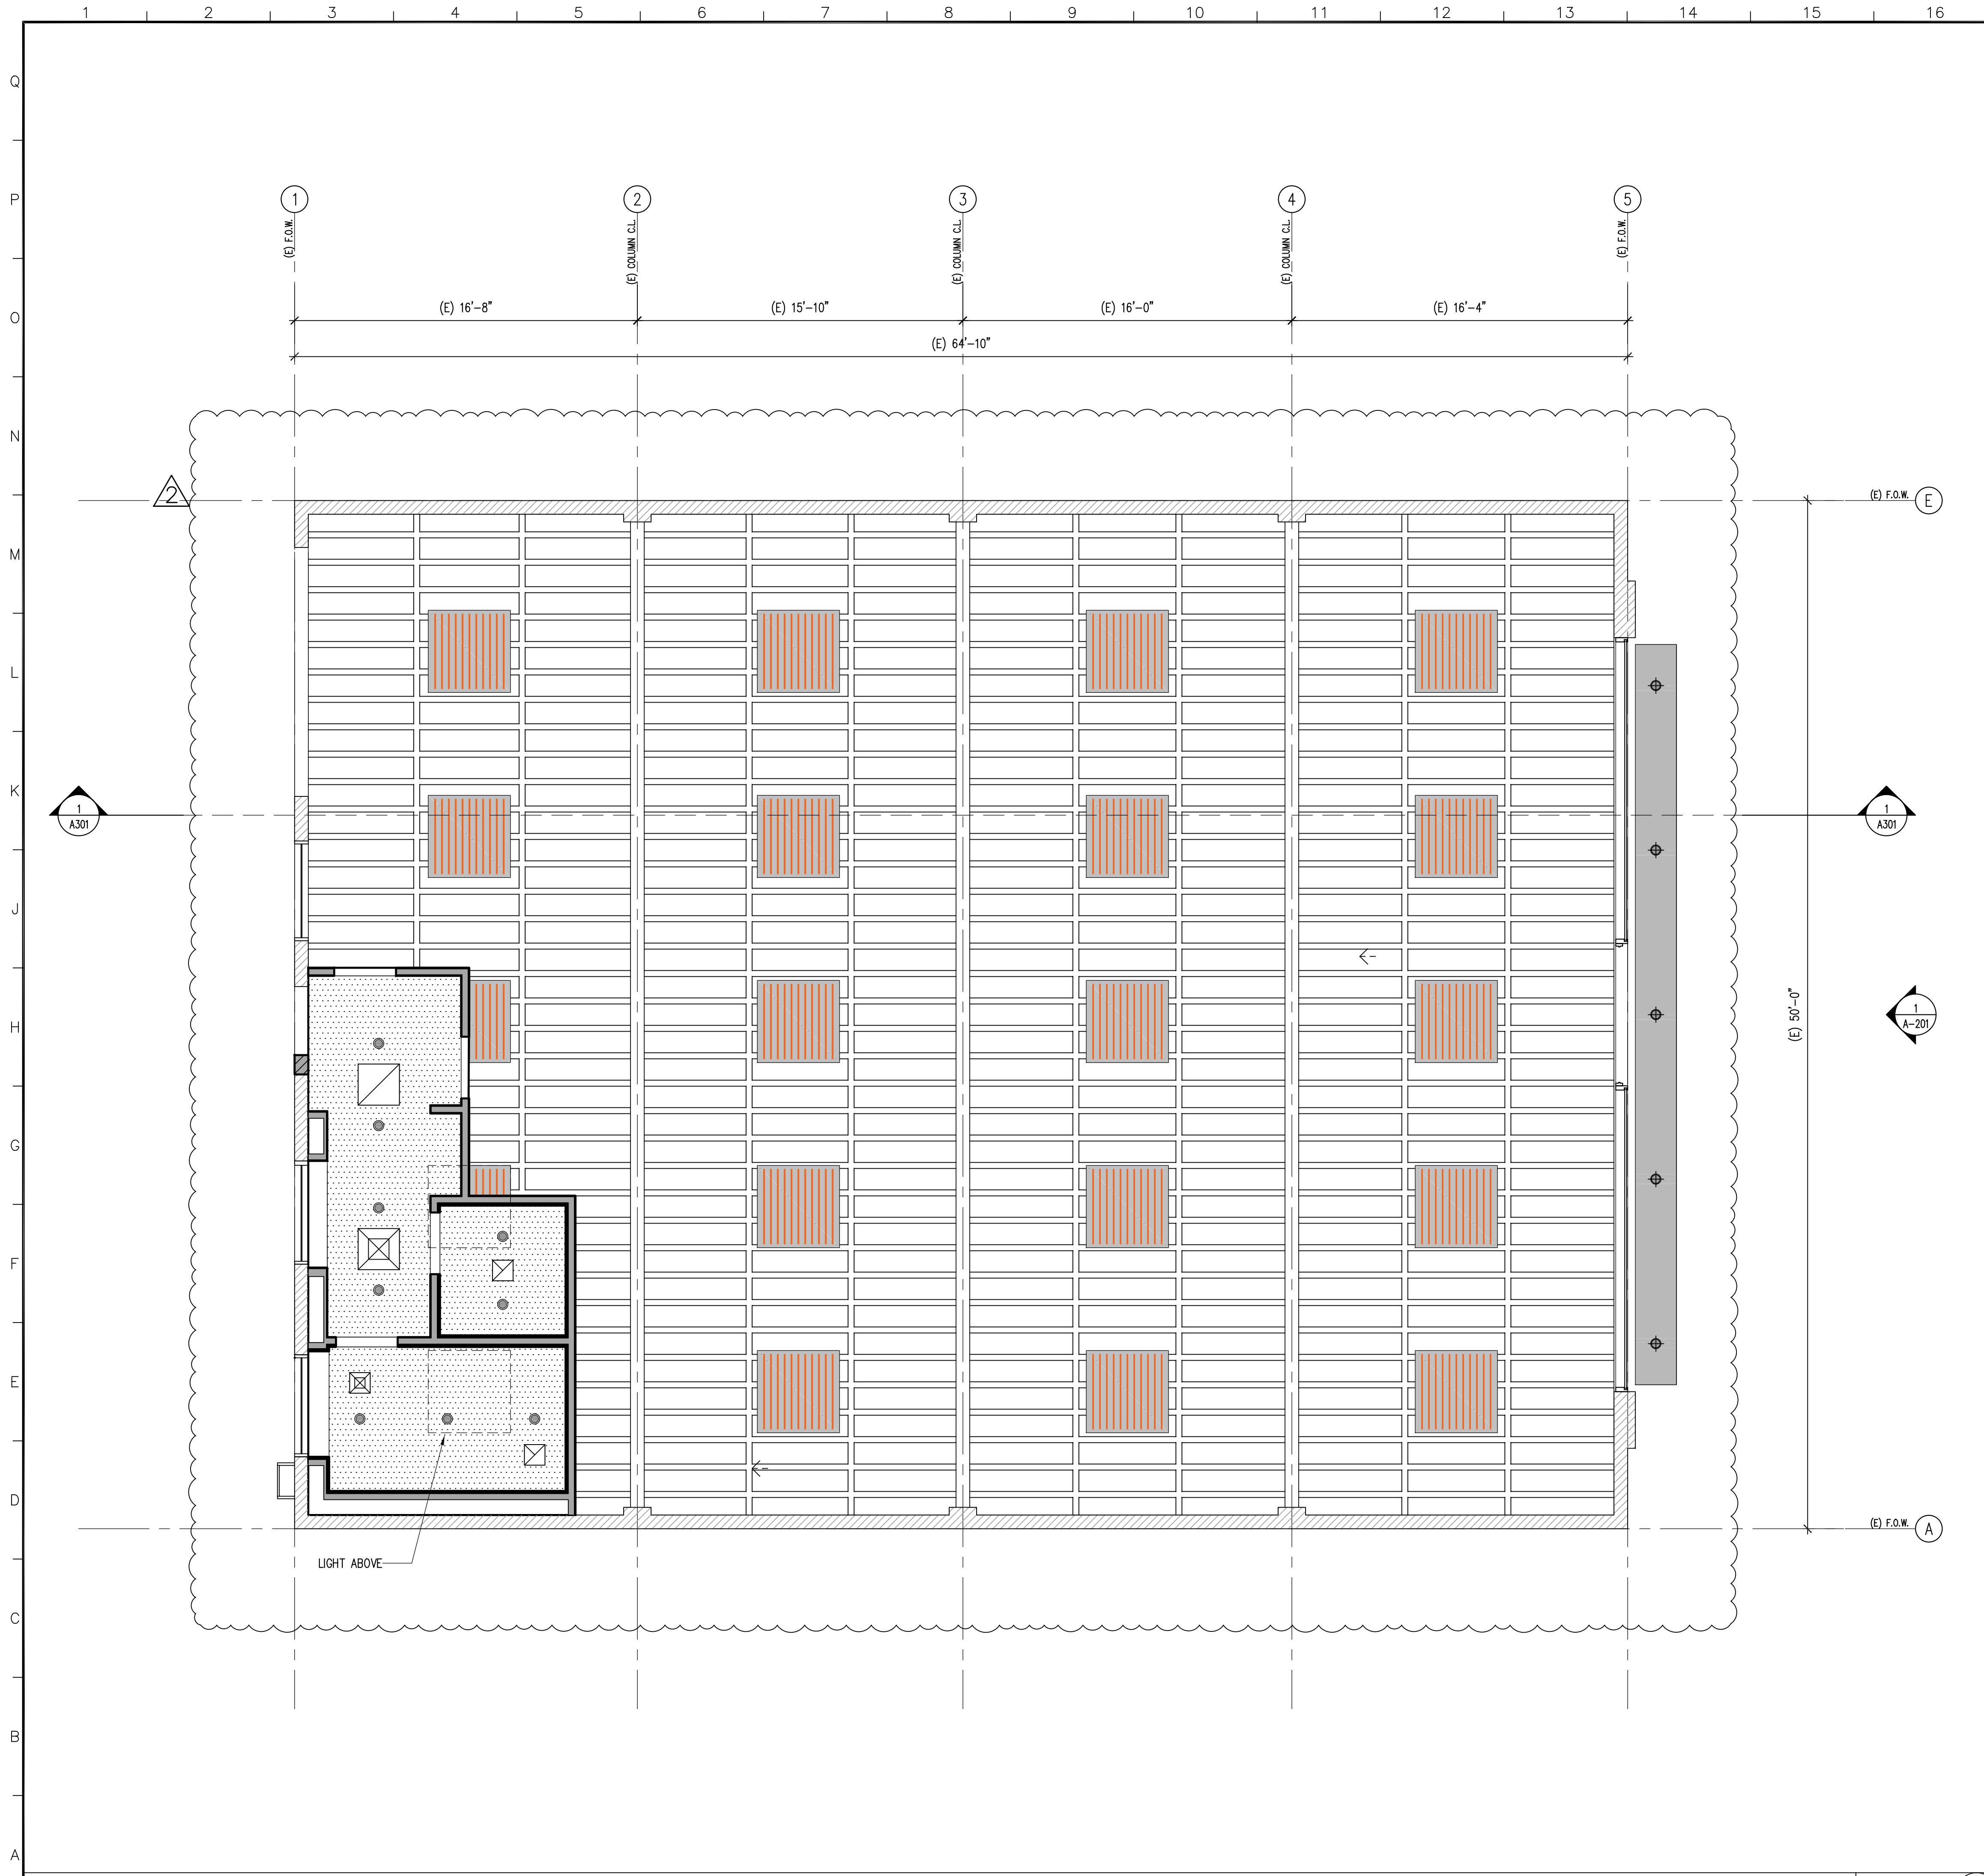 1 2 3 4 5 6 7 8 9 10 11 12 13 14 15 16
Q
P
O
N
M
L
K
J
H
G
F
E
D
C
B
A
1 2 3 4 5
(E) F.O.W.
(E) COLUMN C.L.
(E) COLUMN C.L.
(E) COLUMN C.L.
(E) F.O.W.
(E) 16'-8" (E) 15'-10" (E) 16'-0" (E) 16'-4"
(E) 64'-10"
2
(E) F.O.W. E
1
A301
1
A301
(E) 50'-0"
1
A-201
(E) F.O.W. A
LIGHT ABOVE